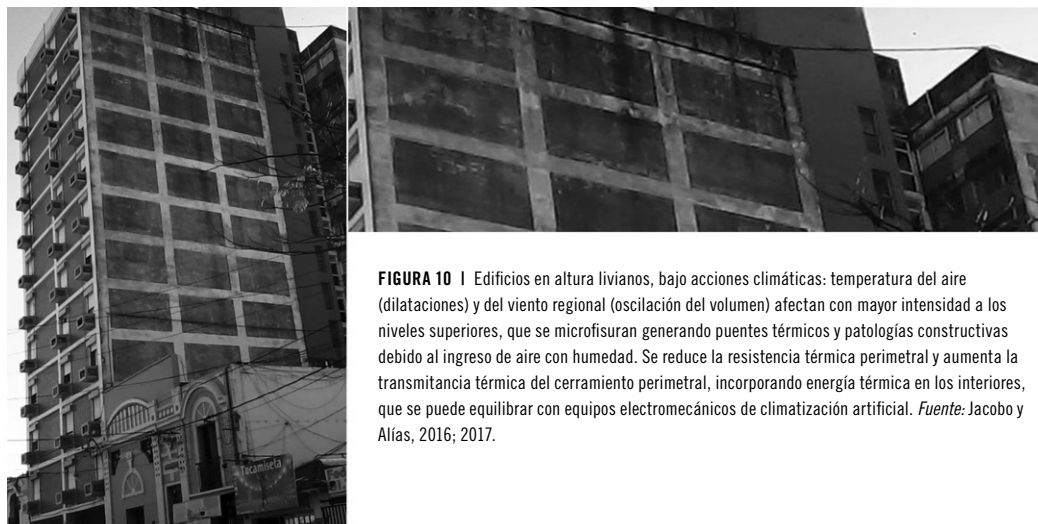 Tucamiseta
FIGURA 10 | Edificios en altura livianos, bajo acciones climáticas: temperatura del aire
(dilataciones) y del viento regional (oscilación del volumen) afectan con mayor intensidad a los
niveles superiores, que se microfisuran generando puentes térmicos y patologías constructivas
debido al ingreso de aire con humedad. Se reduce la resistencia térmica perimetral y aumenta la
transmitancia térmica del cerramiento perimetral, incorporando energía térmica en los interiores,
que se puede equilibrar con equipos electromecánicos de climatización artificial. Fuente: Jacobo y
Alías, 2016; 2017.